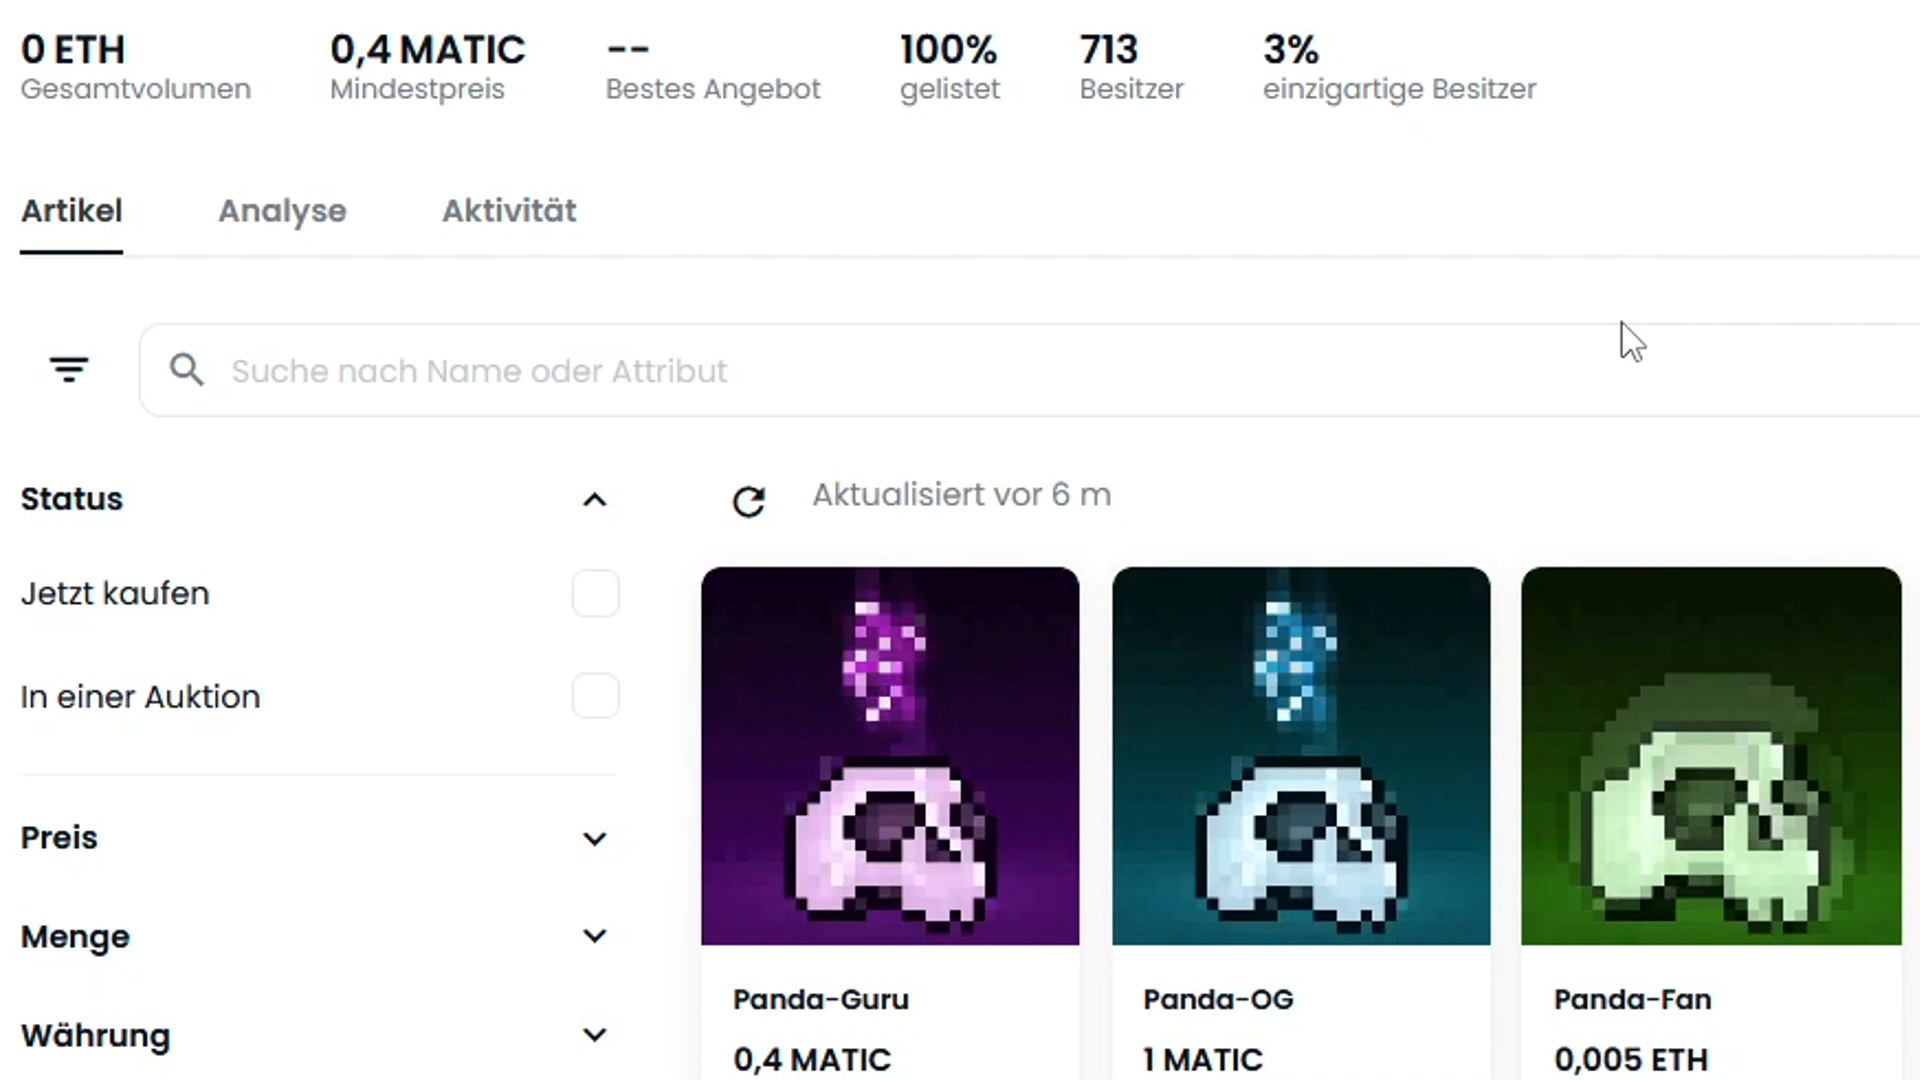 0 ETH
Gesamtvolumen
0,4 MATIC
Mindestpreis
--
Bestes Angebot
100%
gelistet
713
Besitzer
3%
einzigartige Besitzer
Artikel
Analyse
Aktivität
Suche nach Name oder Attribut
Status
Jetzt kaufen
In einer Auktion
Preis
Menge
Währung
Aktualisiert vor 6 m
Panda-Guru
0,4 MATIC
Panda-OG
1 MATIC
Panda-Fan
0,005 ETH